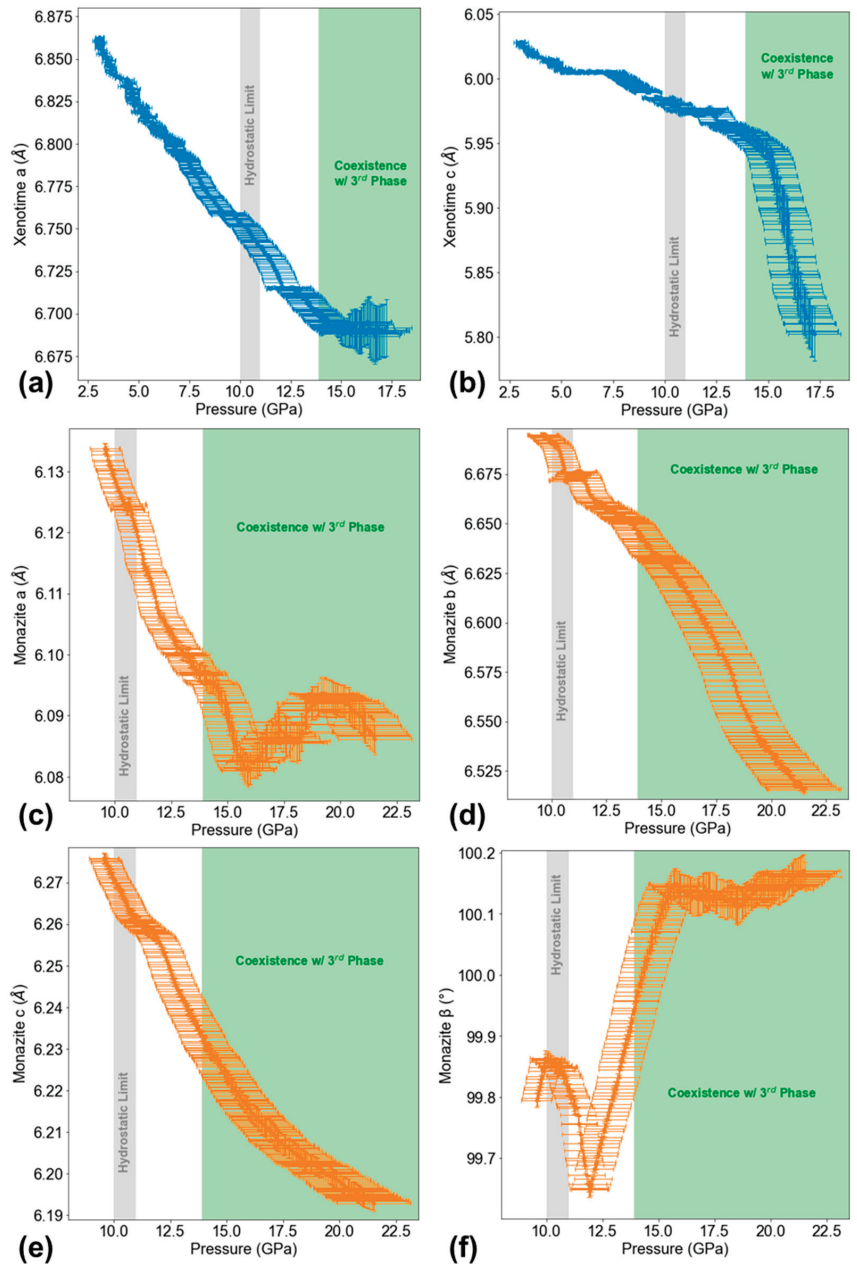 6.875
6.850
6.825
6.800
6.775
6.750
6.725
6.700
6.675
Xenotime a (Å)
Hydrostatic Limit
Coexistence
w/ 3rd Phase
2.5 5.0 7.5 10.0 12.5 15.0 17.5
Pressure (GPa)
(a)
6.05
6.00
5.95
5.90
5.85
5.80
Xenotime c (Å)
Hydrostatic Limit
Coexistence
w/ 3rd Phase
2.5 5.0 7.5 10.0 12.5 15.0 17.5
Pressure (GPa)
(b)
6.13
6.12
6.11
6.10
6.09
6.08
Monazite a (Å)
Hydrostatic Limit
Coexistence w/ 3rd Phase
10.0 12.5 15.0 17.5 20.0 22.5
Pressure (GPa)
(c)
6.675
6.650
6.625
6.600
6.575
6.550
6.525
Monazite b (Å)
Hydrostatic Limit
Coexistence w/ 3rd Phase
10.0 12.5 15.0 17.5 20.0 22.5
Pressure (GPa)
(d)
6.27
6.26
6.25
6.24
6.23
6.22
6.21
6.20
6.19
Monazite c (Å)
Hydrostatic Limit
Coexistence w/ 3rd Phase
10.0 12.5 15.0 17.5 20.0 22.5
Pressure (GPa)
(e)
100.2
100.1
100.0
99.9
99.8
99.7
Monazite β (°)
Hydrostatic Limit
Coexistence w/ 3rd Phase
10.0 12.5 15.0 17.5 20.0 22.5
Pressure (GPa)
(f)